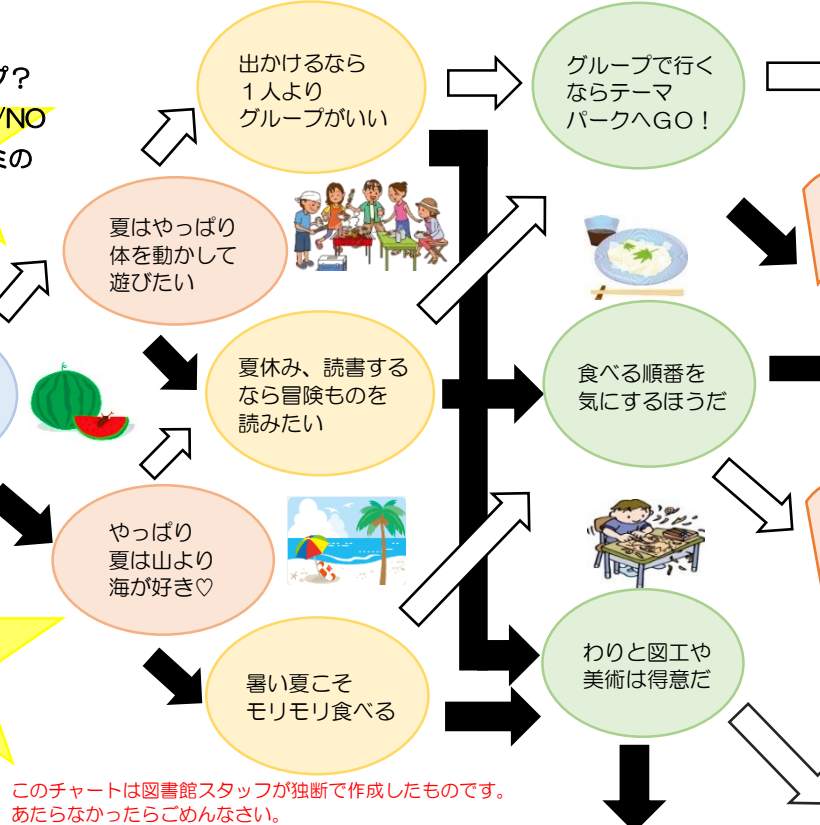 プ?
/NO
ミの
出かけるなら
１人より
グループがいい
グループで行く
ならテーマ
パークへGO！
夏はやっぱり
体を動かして
遊びたい
夏休み、読書する
なら冒険ものを
読みたい
食べる順番を
気にするほうだ
やっぱり
夏は山より
海が好き♡
暑い夏こそ
モリモリ食べる
わりと図工や
美術は得意だ
このチャートは図書館スタッフが独断で作成したものです。
あたらなかったらごめんなさい。